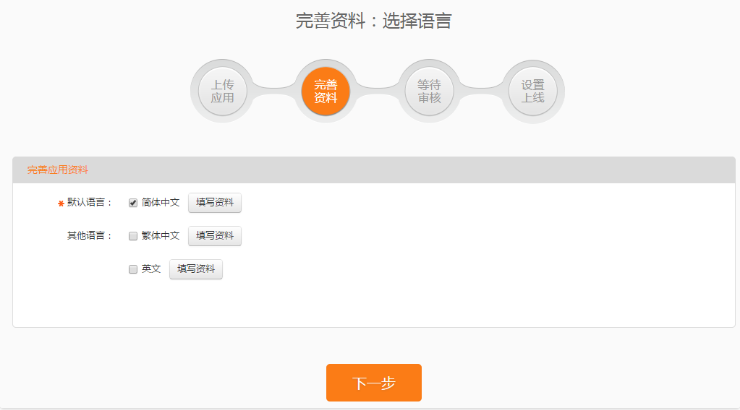 完善资料：选择语言
上传
应用
完善
资料
等待
审核
设置
上线
完善应用资料
* 默认语言： 简体中文 填写资料
其他语言： 繁体中文 填写资料
英文 填写资料
下一步